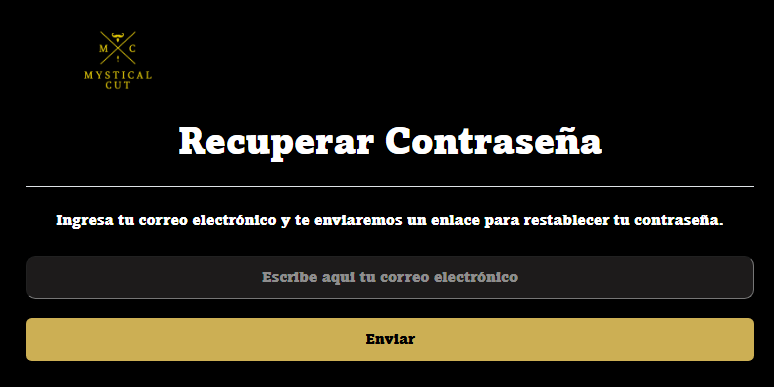 M C
MYSTICAL
CUT
Recuperar Contraseña
Ingresa tu correo electrónico y te enviaremos un enlace para restablecer tu contraseña.
Escribe aqui tu correo electrónico
Enviar